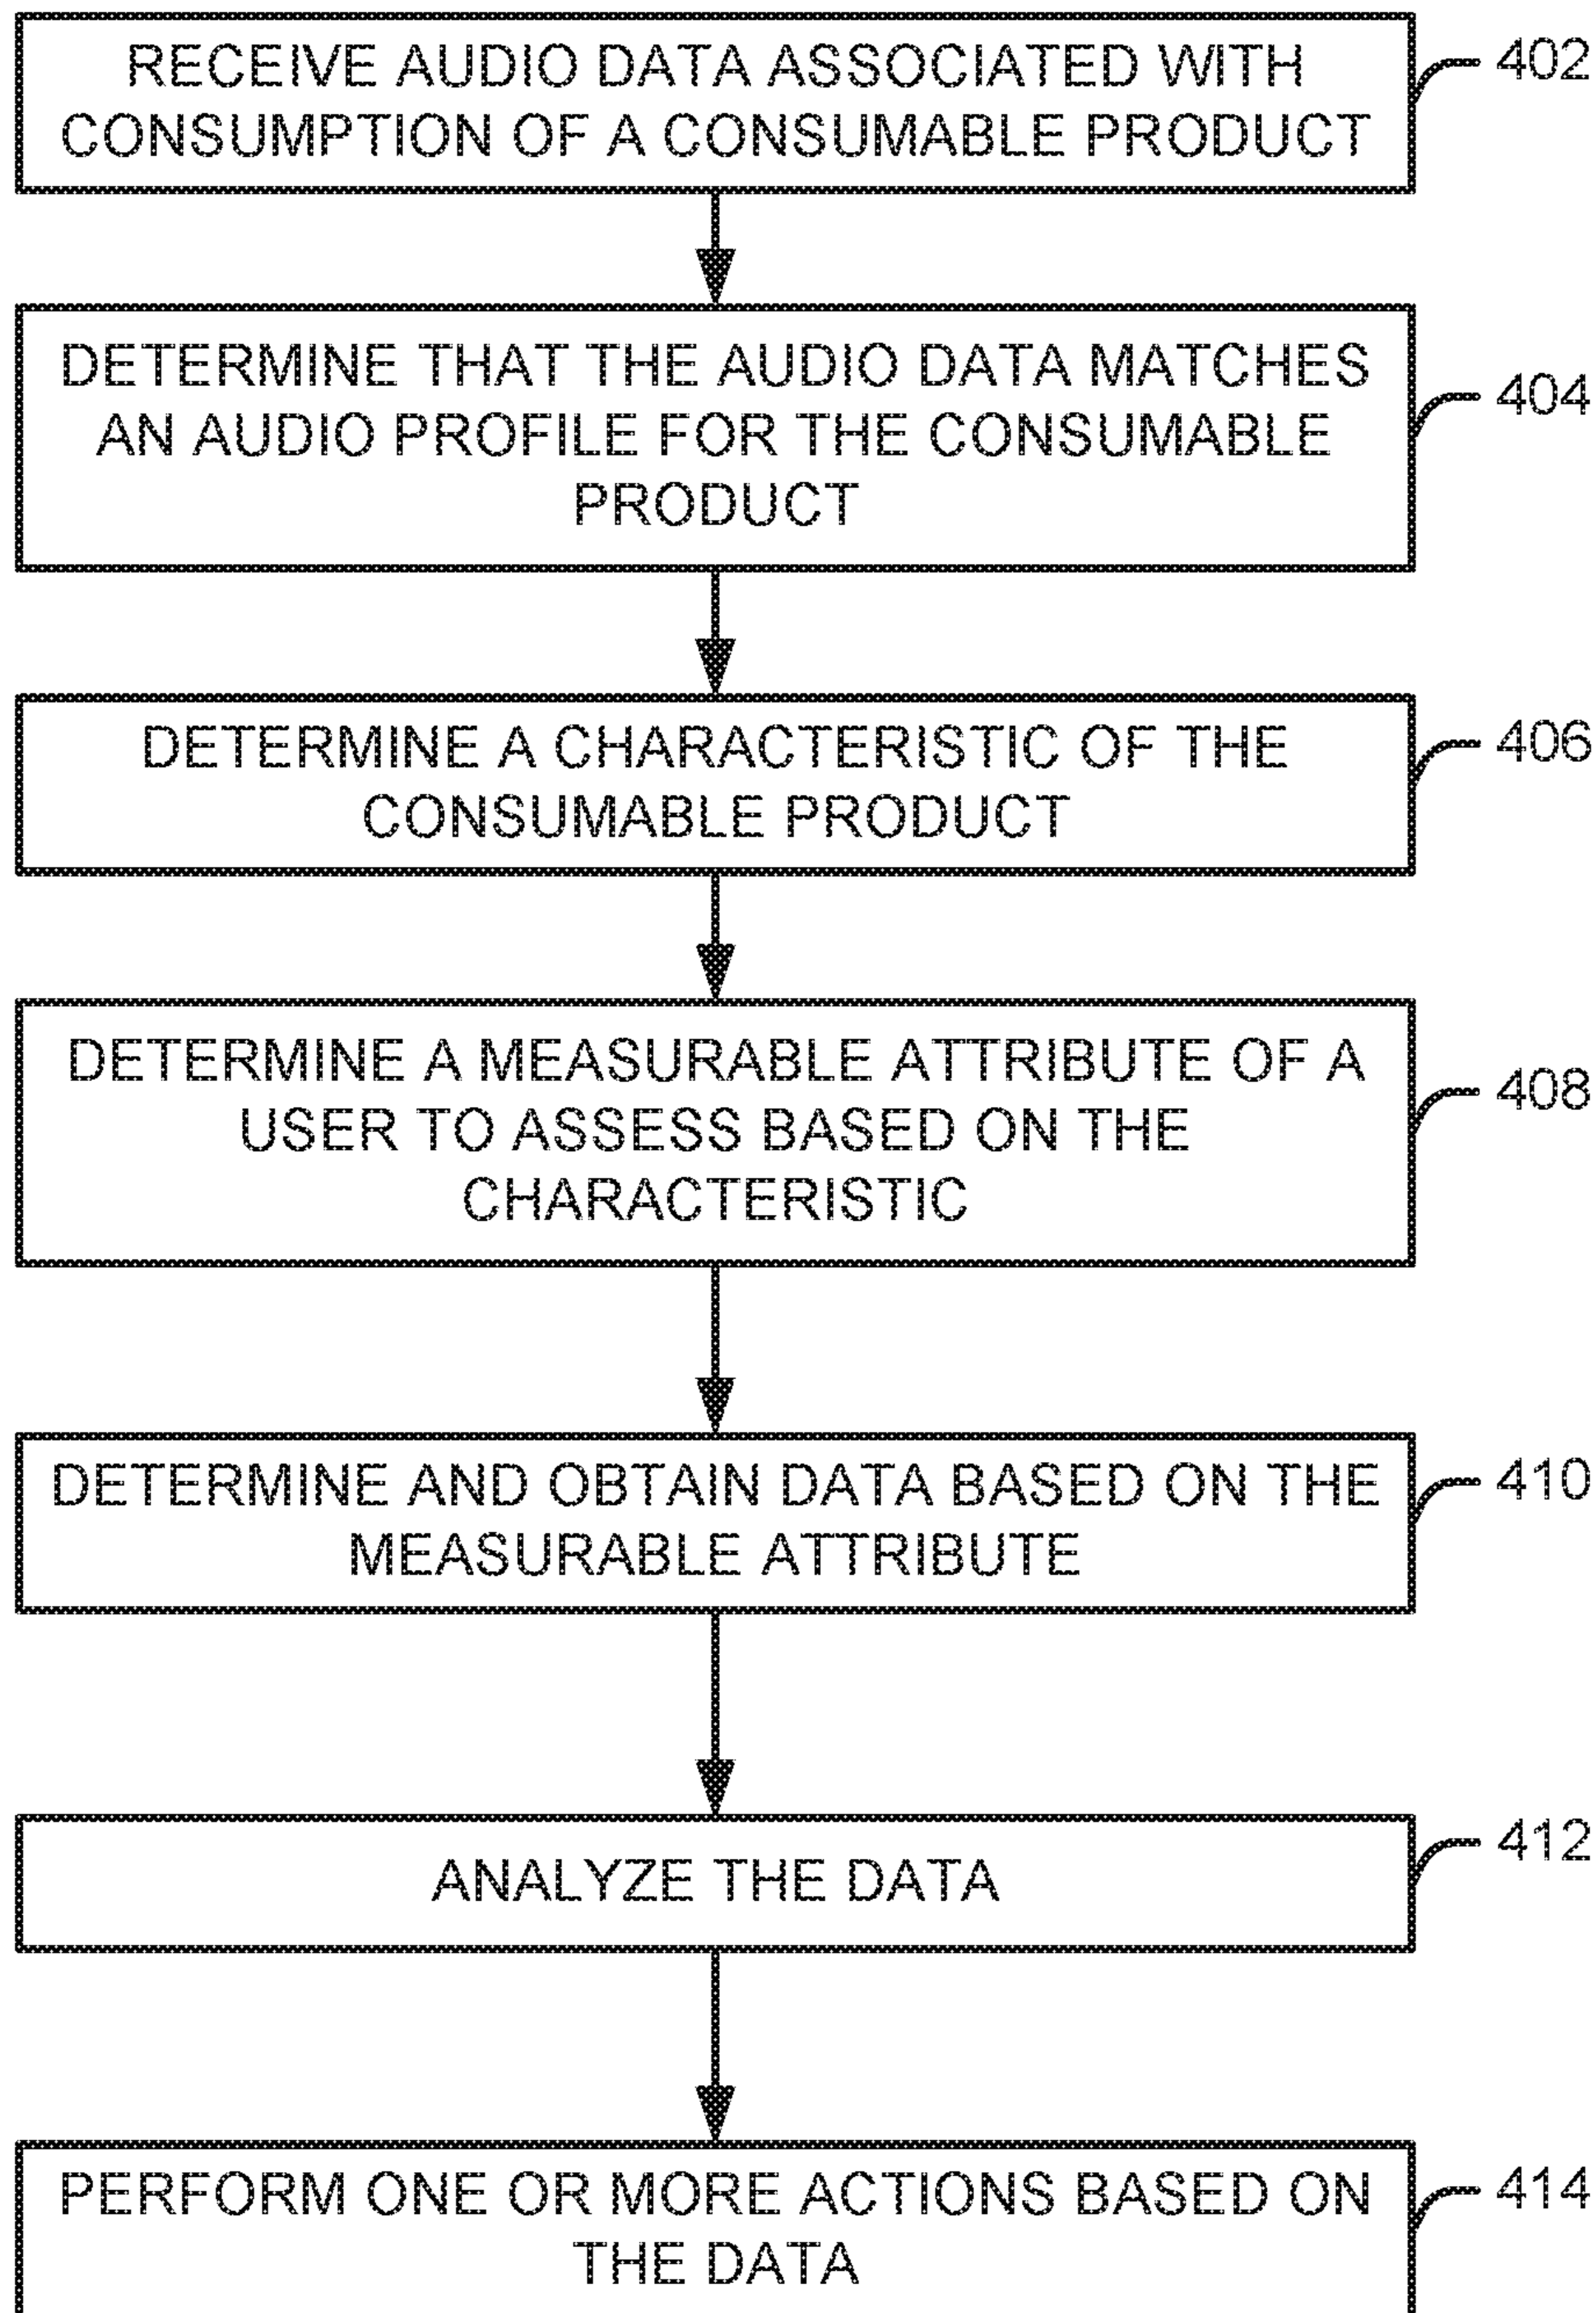 RECEIVE AUDIO DATA ASSOCIATED WITH
CONSUMPTION OF A CONSUMABLE PRODUCT
402
DETERMINE THAT THE AUDIO DATA MATCHES
AN AUDIO PROFILE FOR THE CONSUMABLE
PRODUCT
404
DETERMINE A CHARACTERISTIC OF THE
CONSUMABLE PRODUCT
406
DETERMINE A MEASURABLE ATTRIBUTE OF A
USER TO ASSESS BASED ON THE
CHARACTERISTIC
408
DETERMINE AND OBTAIN DATA BASED ON THE
MEASURABLE ATTRIBUTE
410
ANALYZE THE DATA
412
PERFORM ONE OR MORE ACTIONS BASED ON
THE DATA
414